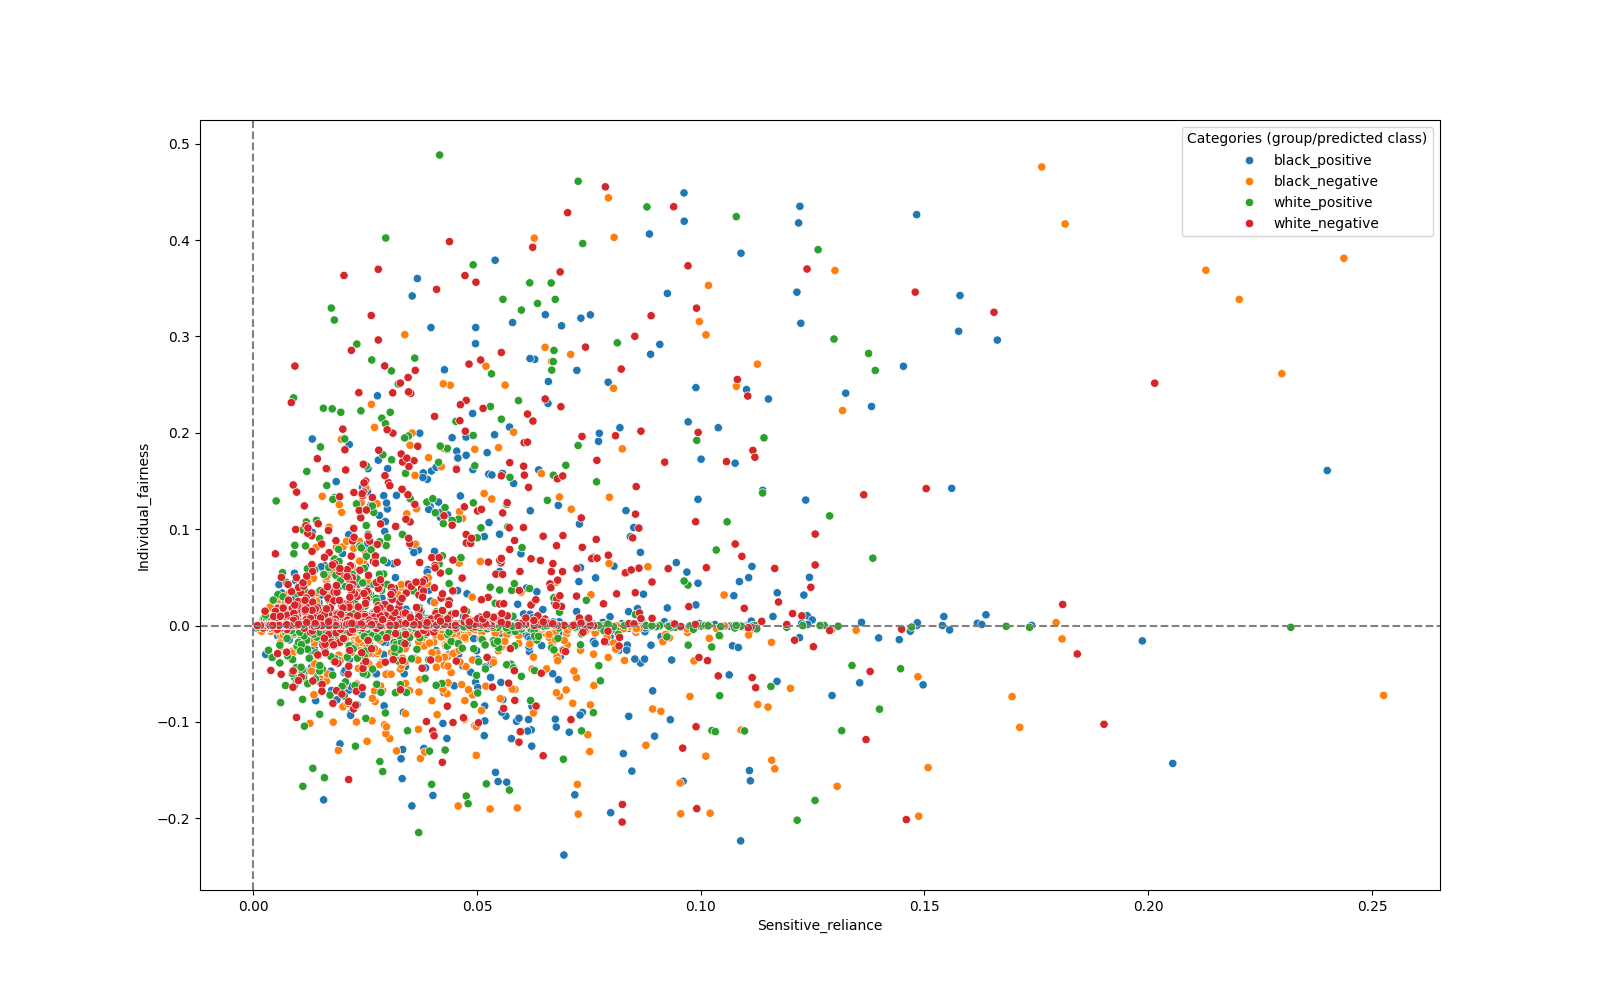 Categories (group/predicted class)
black_positive
black_negative
white_positive
white_negative
0.5
0.4
0.3
0.2
0.1
0.0
−0.1
−0.2
Individual_fairness
0.00 0.05 0.10 0.15 0.20 0.25
Sensitive_reliance